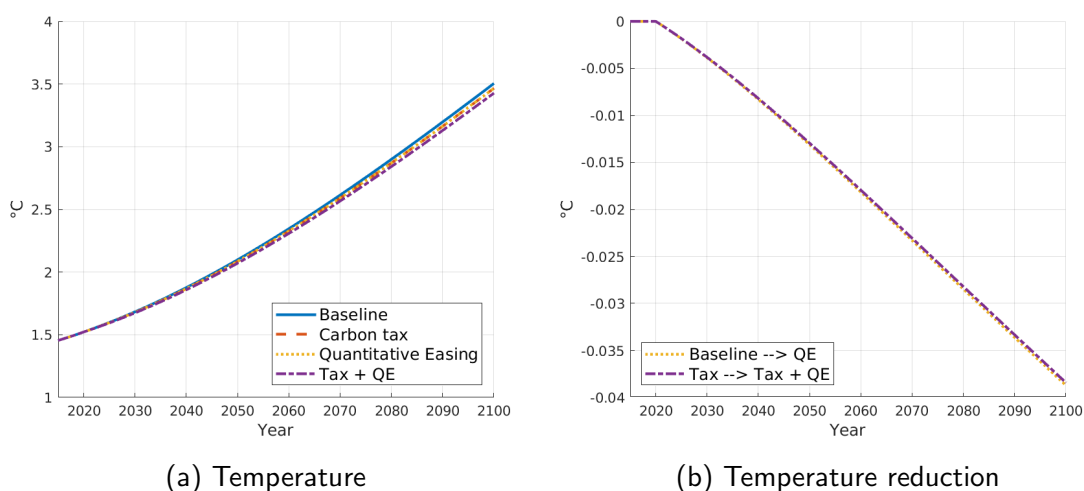 4
3.5
3
2.5
2
1.5
1
°C
2020 2030 2040 2050 2060 2070 2080 2090 2100
Year
Baseline
Carbon tax
Quantitative Easing
Tax + QE
(a) Temperature
0
-0.005
-0.01
-0.015
-0.02
-0.025
-0.03
-0.035
-0.04
°C
2020 2030 2040 2050 2060 2070 2080 2090 2100
Year
Baseline --> QE
Tax --> Tax + QE
(b) Temperature reduction